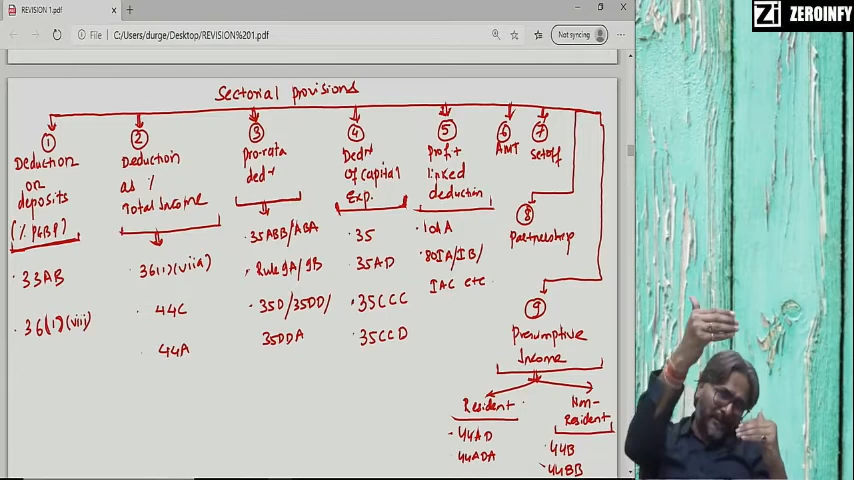 REVISION 1.pdf
File
C:/Users/durge/Desktop/REVISION%201.pdf
Not syncing
Zi ZEROINFY
Sectorial provisions
1
Deduction
on
deposits
(% P4BP)
33AB
36(1)(viii)
2
Deduction
as %
Total Income
36(1)(viia)
44C
44A
3
Pro-rata
dedn
35ABB/ABA
Rule 9A/9B
35D/35DD/
35DDA
4
Dedn
of capital
Exp.
35
35AD
35CCC
35CCD
5
Profit
linked
deduction
10AA
80IA/IB/
IAC etc
6
AMT
7
Setoff
8
Partnership
9
Presumptive
Income
Resident
44AD
44ADA
Non-
Resident
44B
44BB